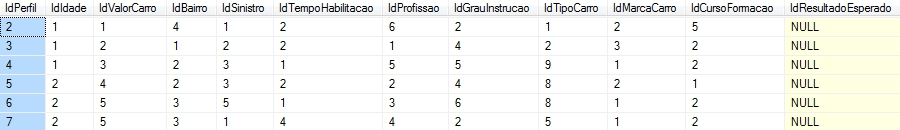 IdPerfil IdIdade IdValorCarro IdBairro IdSinistro IdTempoHabilitacao IdProfissao IdGrauInstrucao IdTipoCarro IdMarcaCarro IdCursoFormacao IdResultadoEsperado
2 1 1 4 1 2 6 2 1 2 5 NULL
3 1 2 1 2 2 1 4 2 3 2 NULL
4 1 3 2 3 1 5 5 9 1 2 NULL
5 2 4 2 3 2 2 4 8 2 1 NULL
6 2 5 3 5 1 3 6 8 1 2 NULL
7 2 5 3 1 4 4 2 5 1 2 NULL